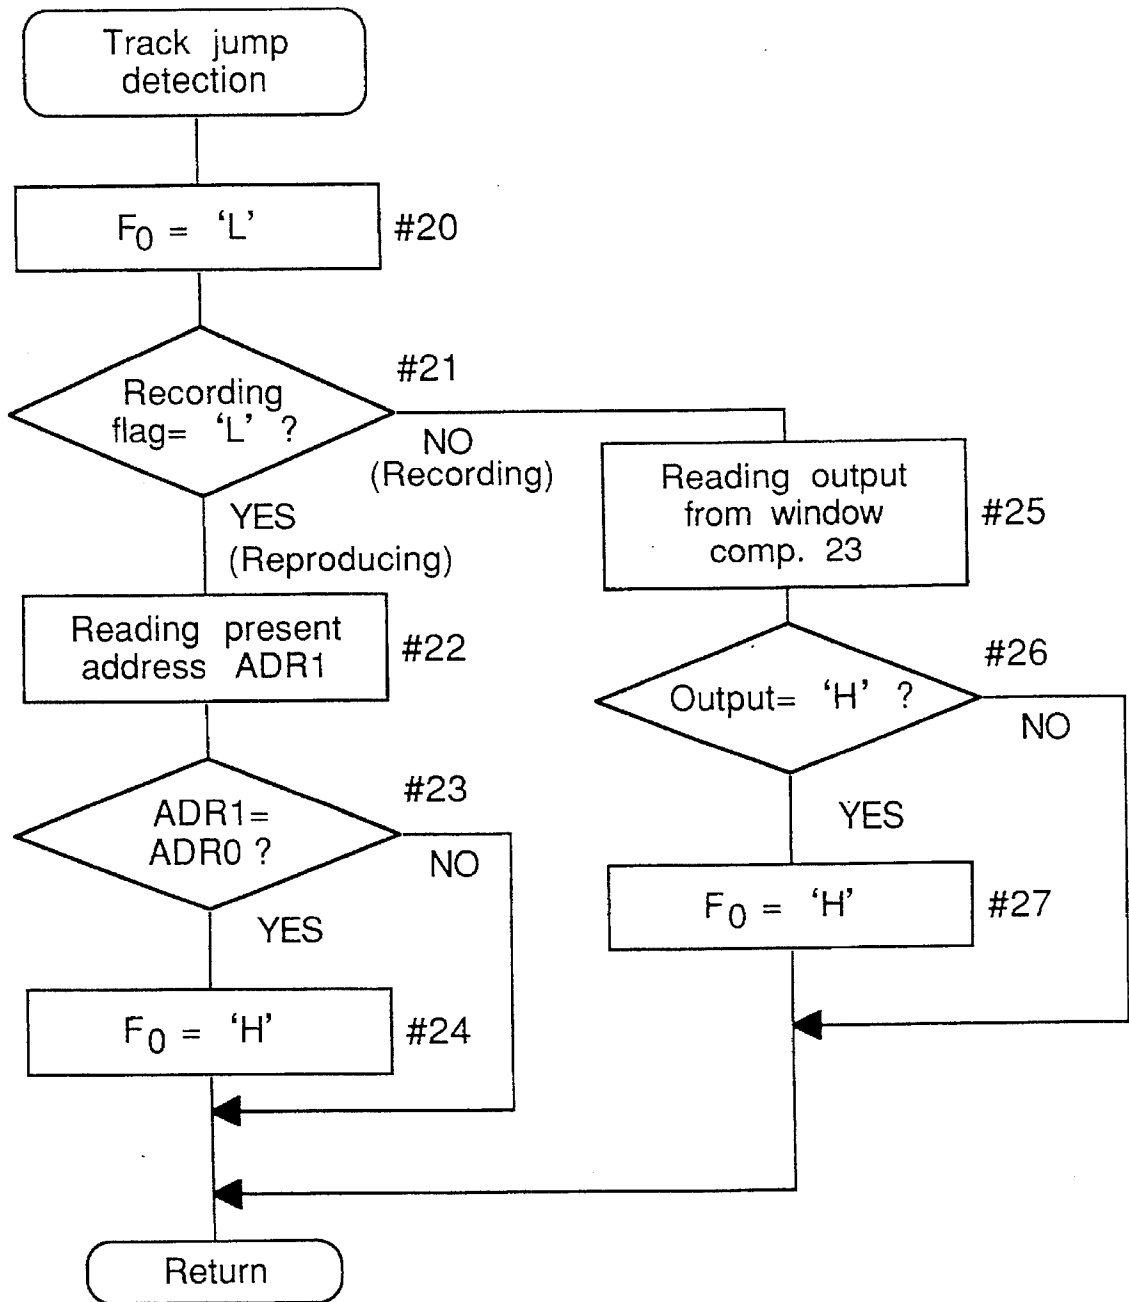 Track jump
detection
F0 = 'L'
#20
#21
Recording
flag= 'L' ?
NO
(Recording)
YES
(Reproducing)
Reading present
address ADR1
#22
#23
ADR1=
ADR0 ?
NO
YES
F0 = 'H'
#24
Reading output
from window
comp. 23
#25
#26
Output= 'H' ?
NO
YES
F0 = 'H'
#27
Return